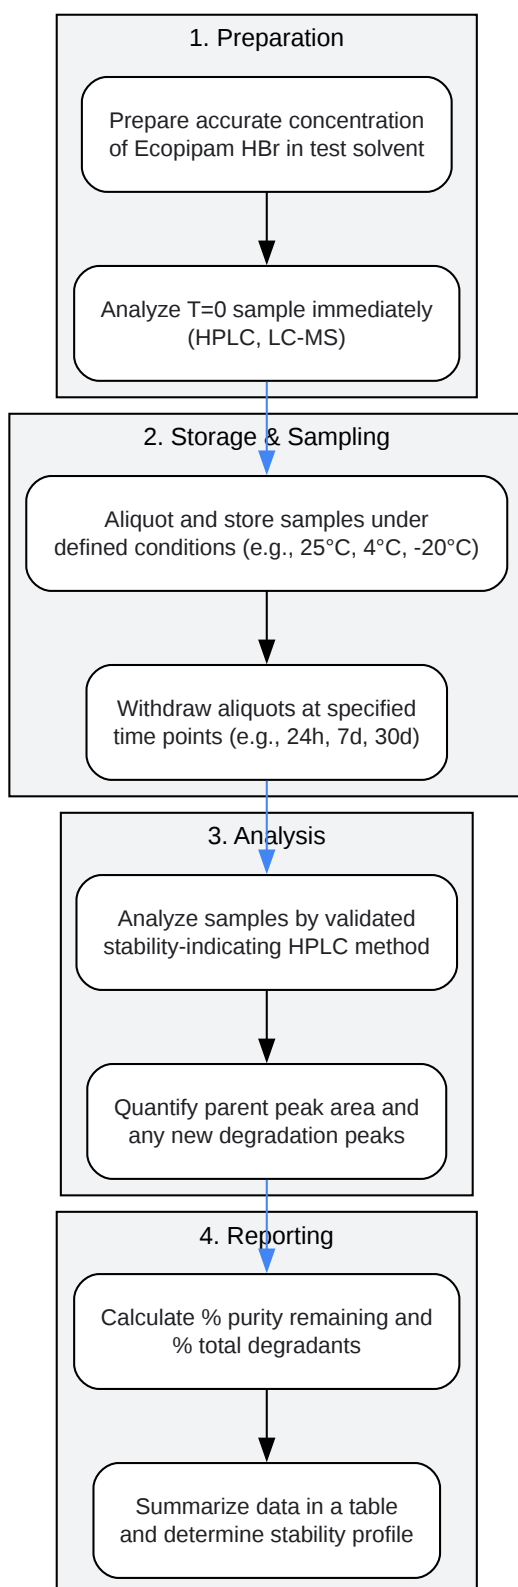 1. Preparation
Prepare accurate concentration
of Ecopipam HBr in test solvent
Analyze T=0 sample immediately
(HPLC, LC-MS)
2. Storage & Sampling
Aliquot and store samples under
defined conditions (e.g., 25°C, 4°C, -20°C)
Withdraw aliquots at specified
time points (e.g., 24h, 7d, 30d)
3. Analysis
Analyze samples by validated
stability-indicating HPLC method
Quantify parent peak area and
any new degradation peaks
4. Reporting
Calculate % purity remaining and
% total degradants
Summarize data in a table
and determine stability profile